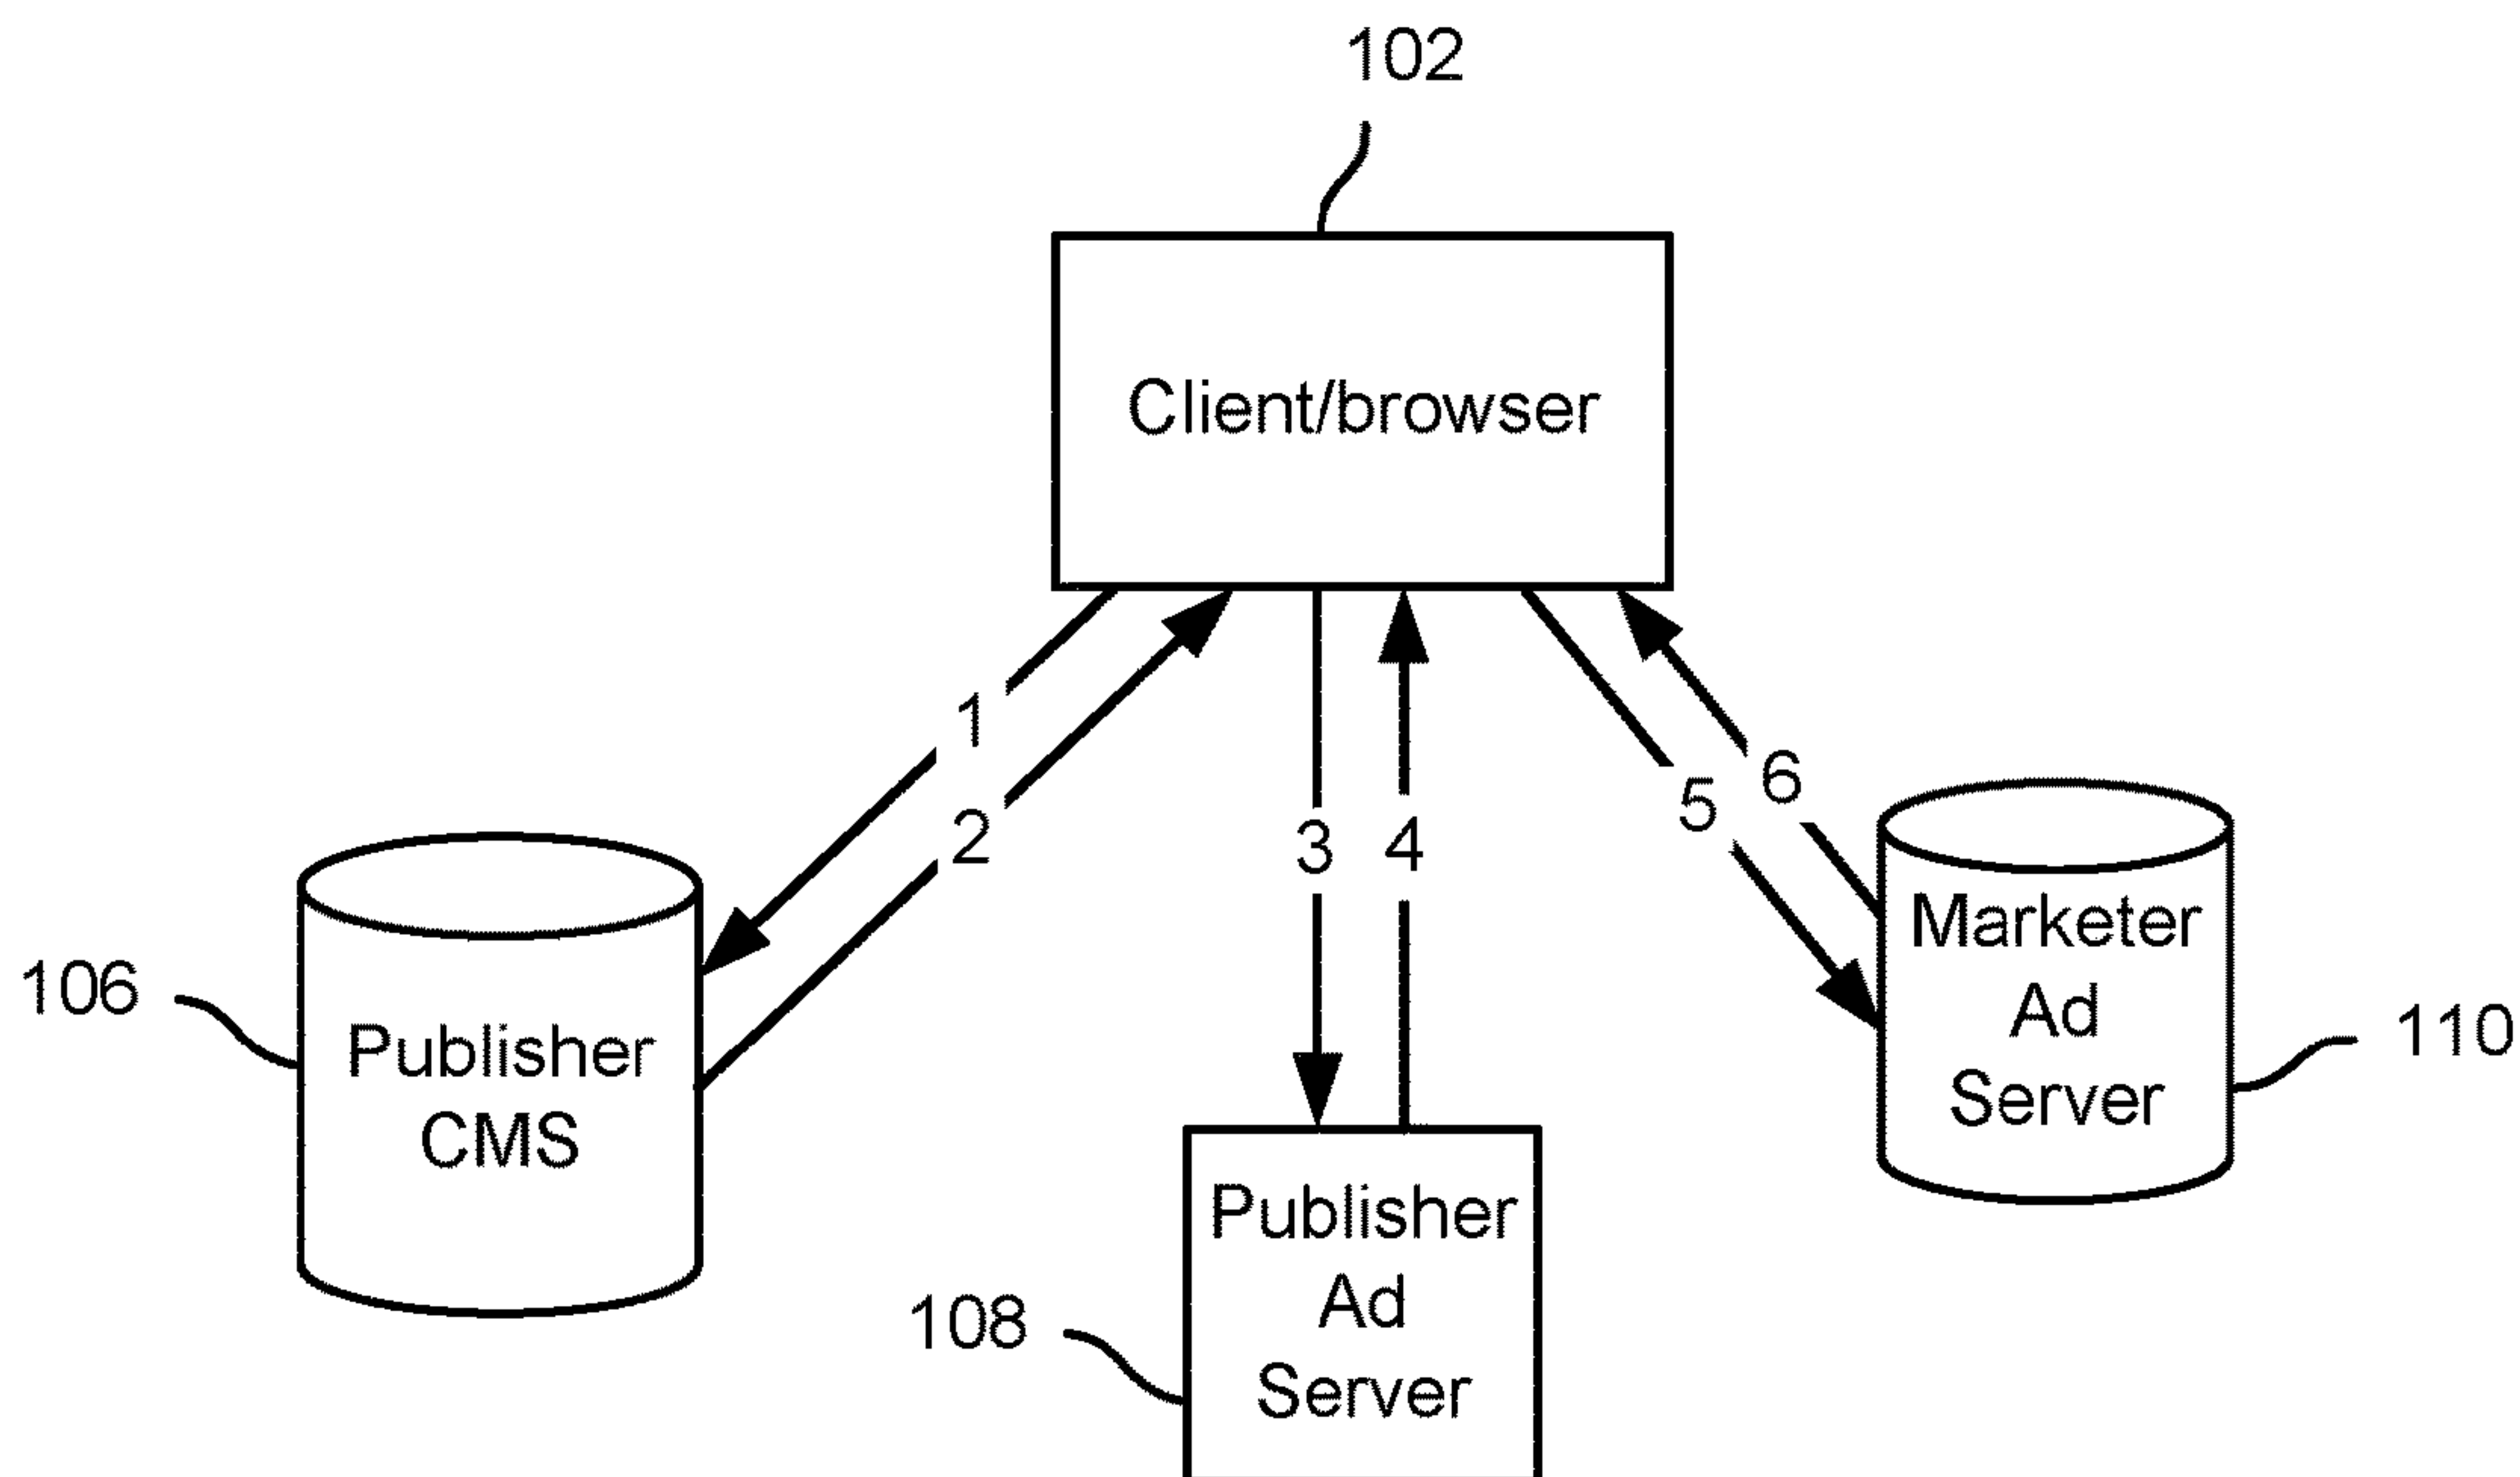 102
Client/browser
1
2
3
4
5
6
106
Publisher
CMS
Marketer
Ad
Server
110
108
Publisher
Ad
Server